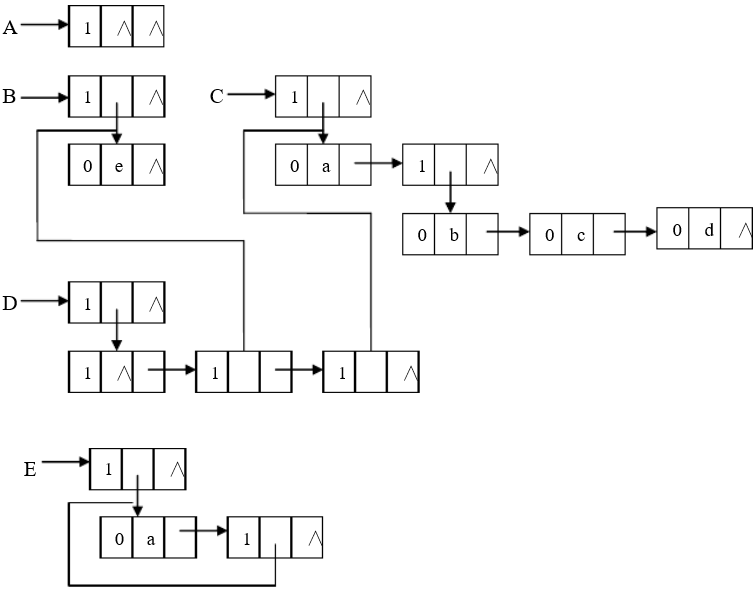 A 1 ∧ ∧
B 1 ∧ C 1 ∧
0 e ∧ 0 a 1 ∧
0 b 0 c 0 d ∧
D 1 ∧
1 ∧ 1 1 ∧
E 1 ∧
0 a 1 ∧